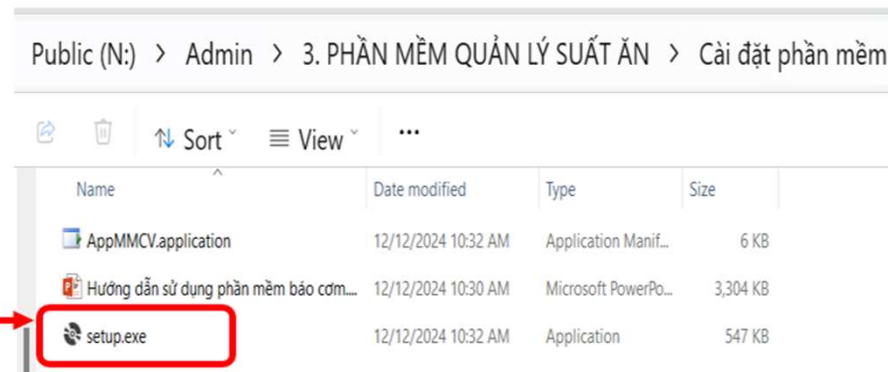 Public (N:) > Admin > 3. PHẦN MỀM QUẢN LÝ SUẤT ĂN > Cài đặt phần mềm
Sort View ...
Name Date modified Type Size
AppMMCV.application 12/12/2024 10:32 AM Application Manif... 6 KB
Hướng dẫn sử dụng phần mềm báo cơm.... 12/12/2024 10:30 AM Microsoft PowerPo... 3,304 KB
setup.exe 12/12/2024 10:32 AM Application 547 KB